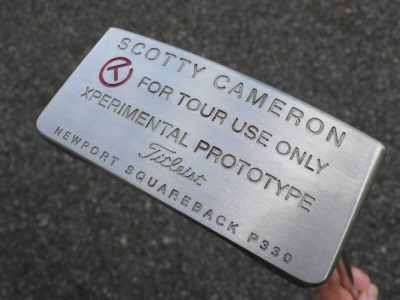 SCOTTY CAMERON
T FOR TOUR USE ONLY
XPERIMENTAL PROTOTYPE
Titleist
NEWPORT SQUAREBACK P330